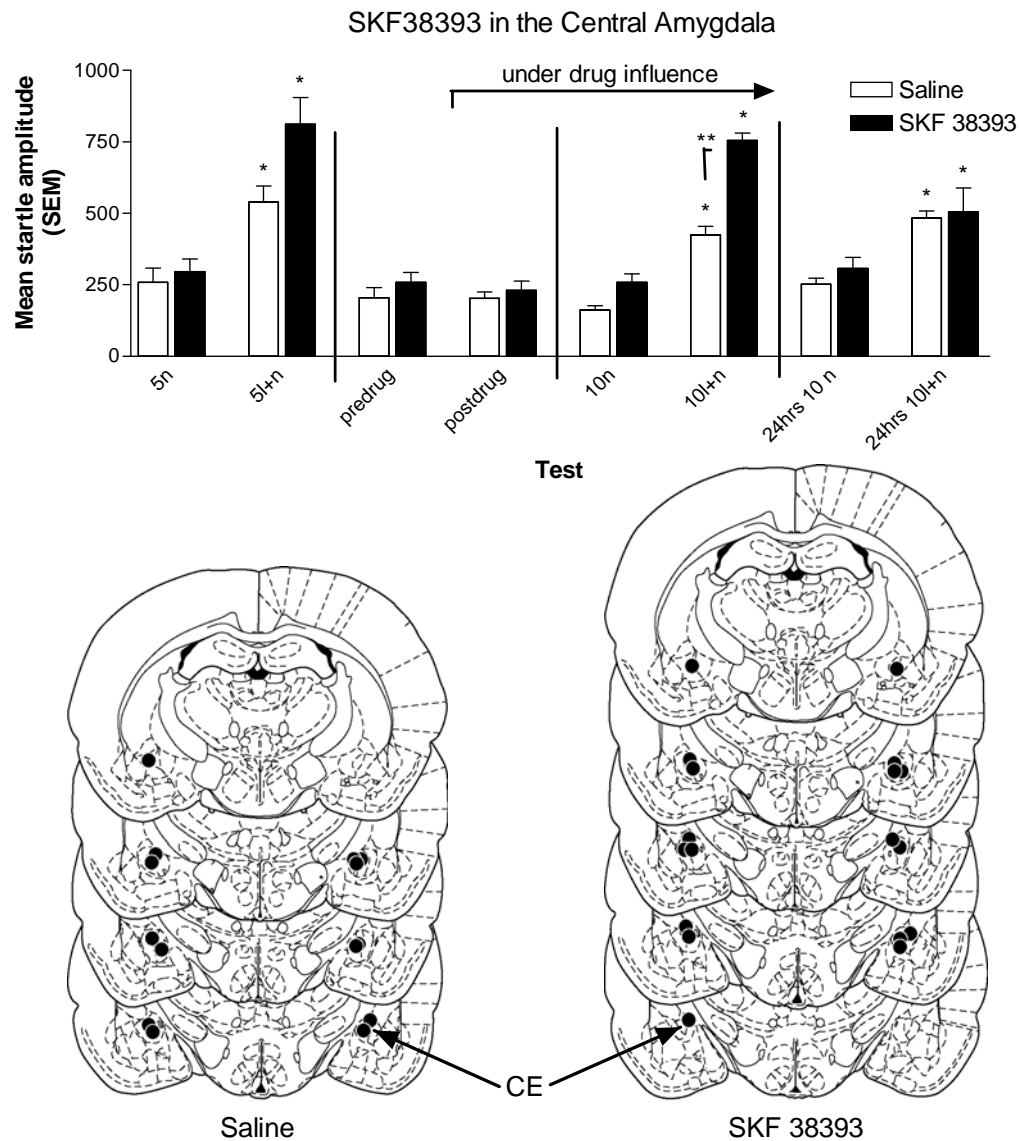 SKF38393 in the Central Amygdala
under drug influence
Saline
SKF 38393
Mean startle amplitude
(SEM)
1000
750
500
250
0
*
*
*
**
*
*
*
5n
5l+n
predrug
postdrug
10n
10l+n
24hrs 10 n
24hrs 10l+n
Test
CE
Saline
SKF 38393